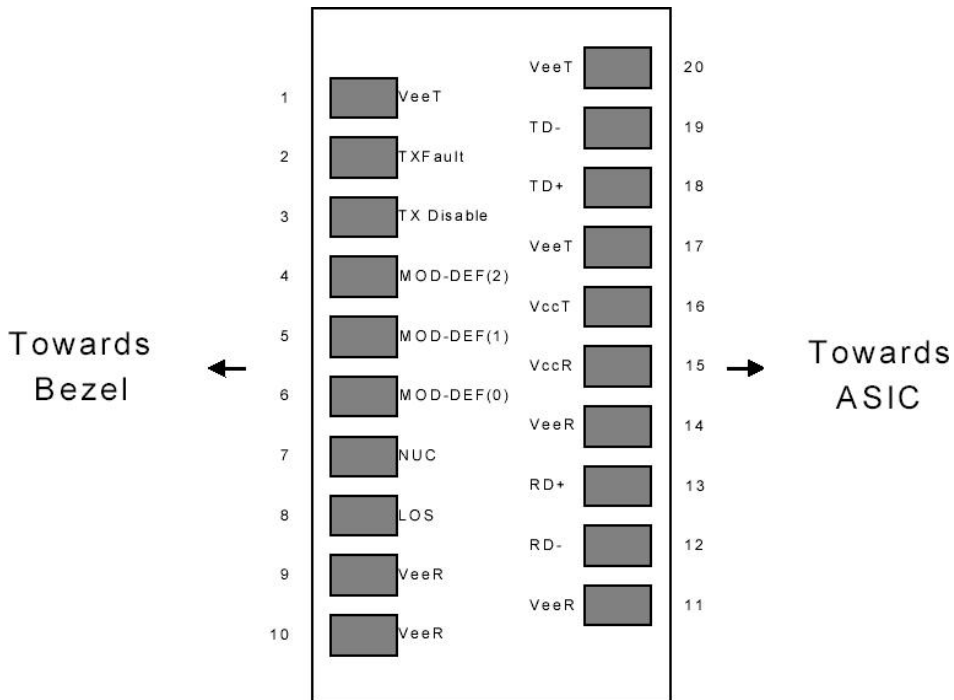 VeeT 20
1 VeeT
TD- 19
2 TXFault
TD+ 18
3 TX Disable
VeeT 17
4 MOD-DEF(2)
VccT 16
5 MOD-DEF(1)
Towards
Bezel
VccR 15
Towards
ASIC
6 MOD-DEF(0)
VeeR 14
7 NUC
RD+ 13
8 LOS
RD- 12
9 VeeR
VeeR 11
10 VeeR